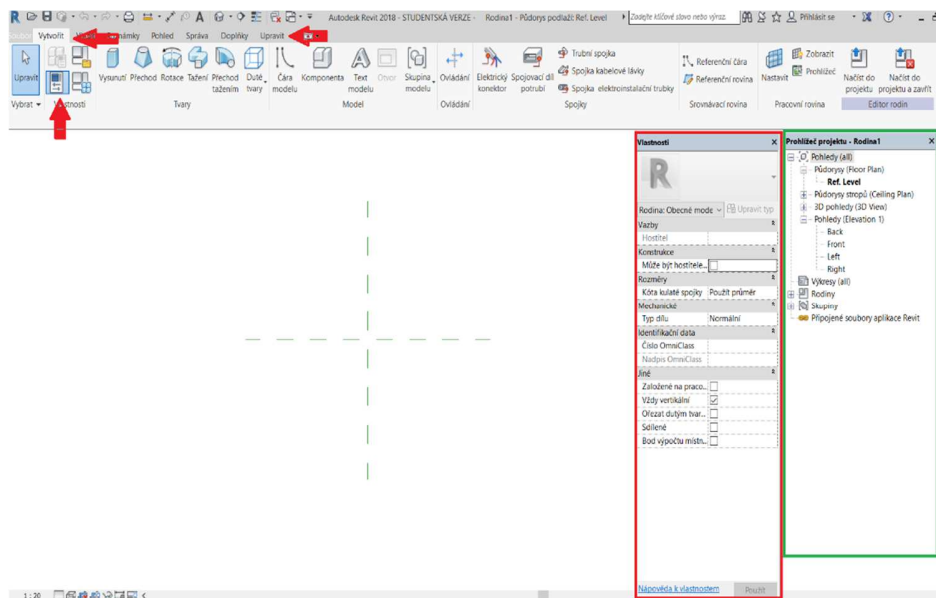 Autodesk Revit 2018 - STUDENTSKÁ VERZE - Rodina1 - Půdorys podlaží: Ref. Level
Zadejte klíčové slovo nebo výraz.
Přihlásit se
Vytvořit
Pohled
Správa
Doplňky
Upravit
Upravit
Vysunutí
Přechod
Rotace
Tažení
Přechod tažením
Duté tvary
Čára modelu
Komponenta
Text modelu
Otvor
Skupina modelu
Ovládání
Elektrický konektor
Spojovací díl potrubí
Trubní spojka
Spojka kabelové lávky
Spojka elektroinstalační trubky
Referenční čára
Referenční rovina
Nastavit
Zobrazit
Prohlížeč
Načíst do projektu
Načíst do projektu a zavřít
Vybrat
Tvary
Model
Ovládání
Spojky
Srovnávací rovina
Pracovní rovina
Editor rodin
Vlastnosti
R
Rodina: Obecné mode
Upravit typ
Vazby
Hostitel
Konstrukce
Může být hostitele...
Rozměry
Kóta kulaté spojky Použít průměr
Mechanické
Typ dílu Normální
Identifikační data
Číslo OmniClass
Nadpis OmniClass
Jiné
Založené na praco...
Vždy vertikální
Ořezat dutým tvar...
Sdílené
Bod výpočtu místn...
Nápověda k vlastnostem
Použít
Prohlížeč projektu - Rodina1
Pohledy (all)
Půdorysy (Floor Plan)
Ref. Level
Půdorysy stropů (Ceiling Plan)
3D pohledy (3D View)
Pohledy (Elevation 1)
Back
Front
Left
Right
Výkresy (all)
Rodiny
Skupiny
Připojené soubory aplikace Revit
1 : 20